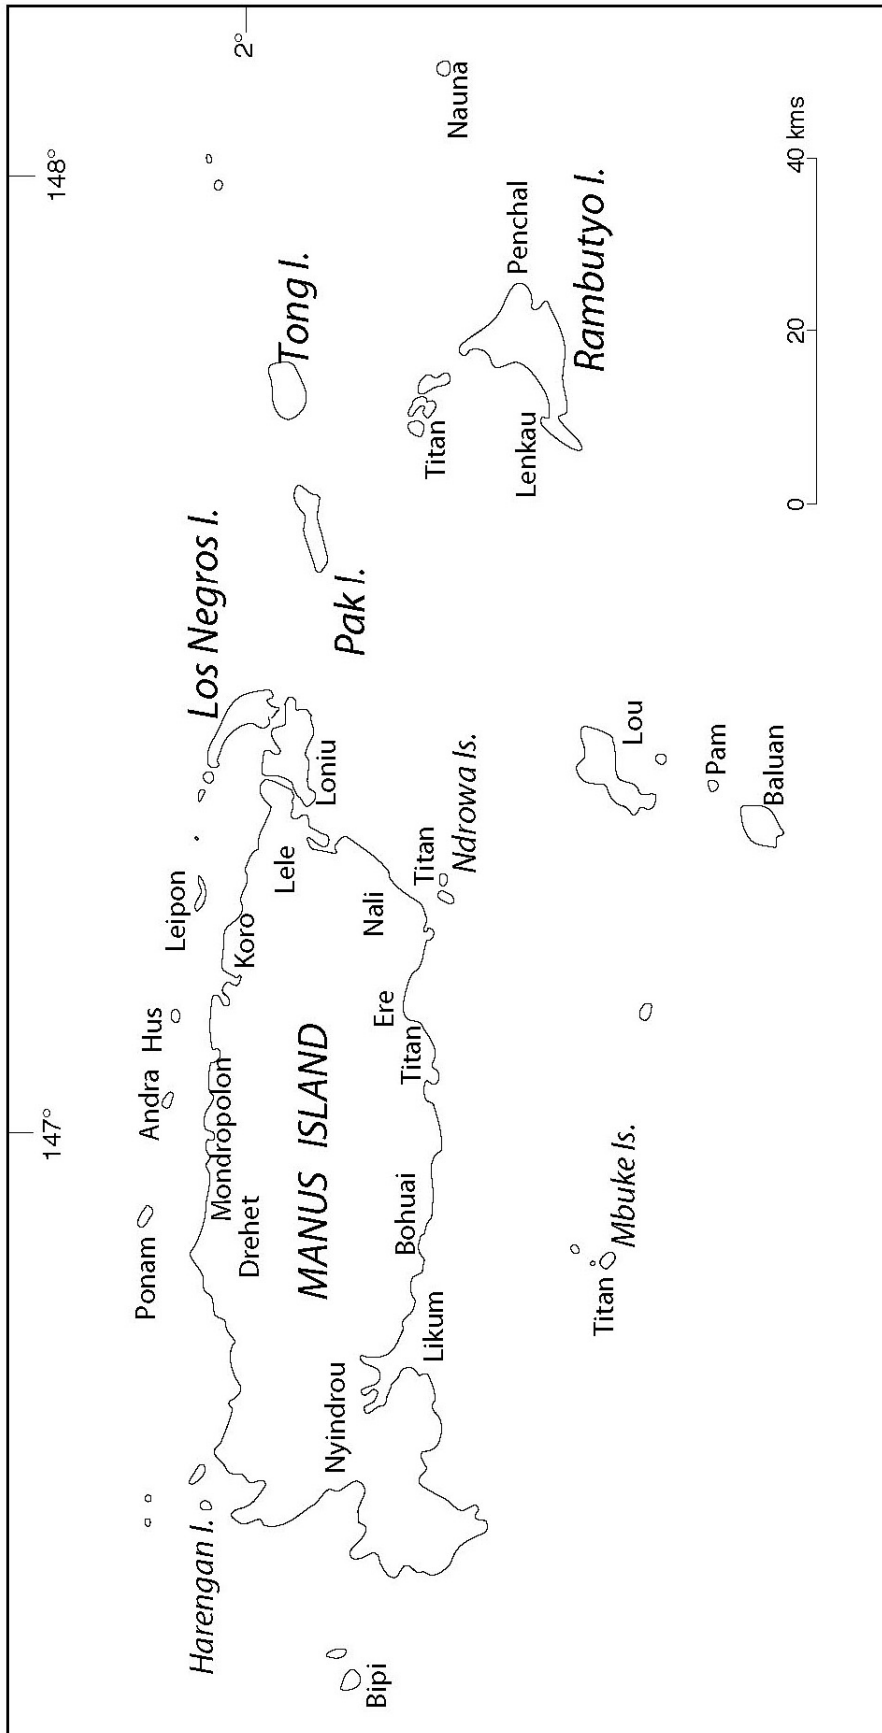 147°
148°
2°
Ponam
Andra
Hus
Leipon
Los Negros I.
Harengan I.
Mondropolon
Koro
Drehet
Lele
Tong I.
MANUS ISLAND
Loniu
Pak I.
Nyindrou
Bipi
Nali
Ere
Bohuai
Titan
Titan
Titan
Likum
Ndrowa Is.
Nauna
Lenkau
Penchal
Rambutyo I.
Titan
Mbuke Is.
Lou
Pam
Baluan
0
20
40 kms